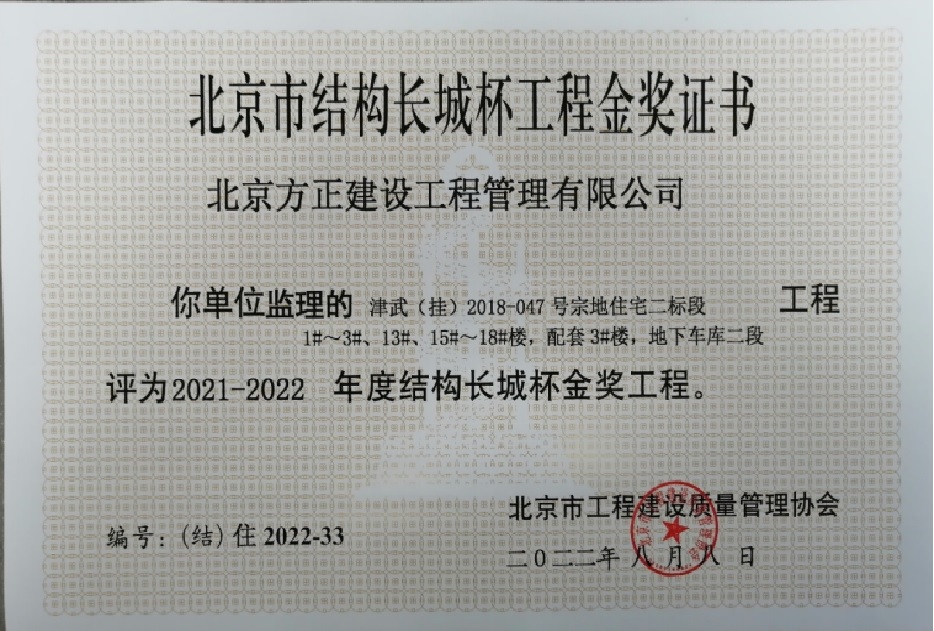 北京市结构长城杯工程金奖证书
北京方正建设工程管理有限公司
你单位监理的 津武（挂）2018-047 号宗地住宅二标段 工程
1#～3#、13#、15#～18#楼，配套 3#楼，地下车库二段
评为2021-2022 年度结构长城杯金奖工程。
北京市工程建设质量管理协会
编号：（结）住 2022-33
二０二二年 八 月 八 日